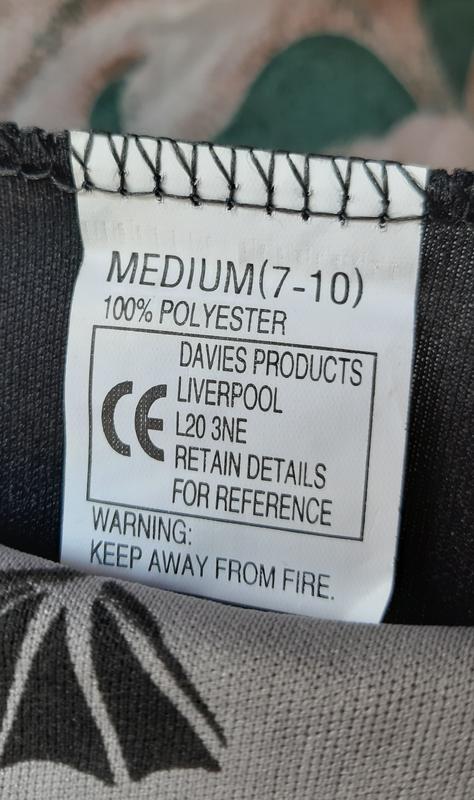 MEDIUM(7-10)
100% POLYESTER
DAVIES PRODUCTS
LIVERPOOL
CE
L20 3NE
RETAIN DETAILS
FOR REFERENCE
WARNING:
KEEP AWAY FROM FIRE.